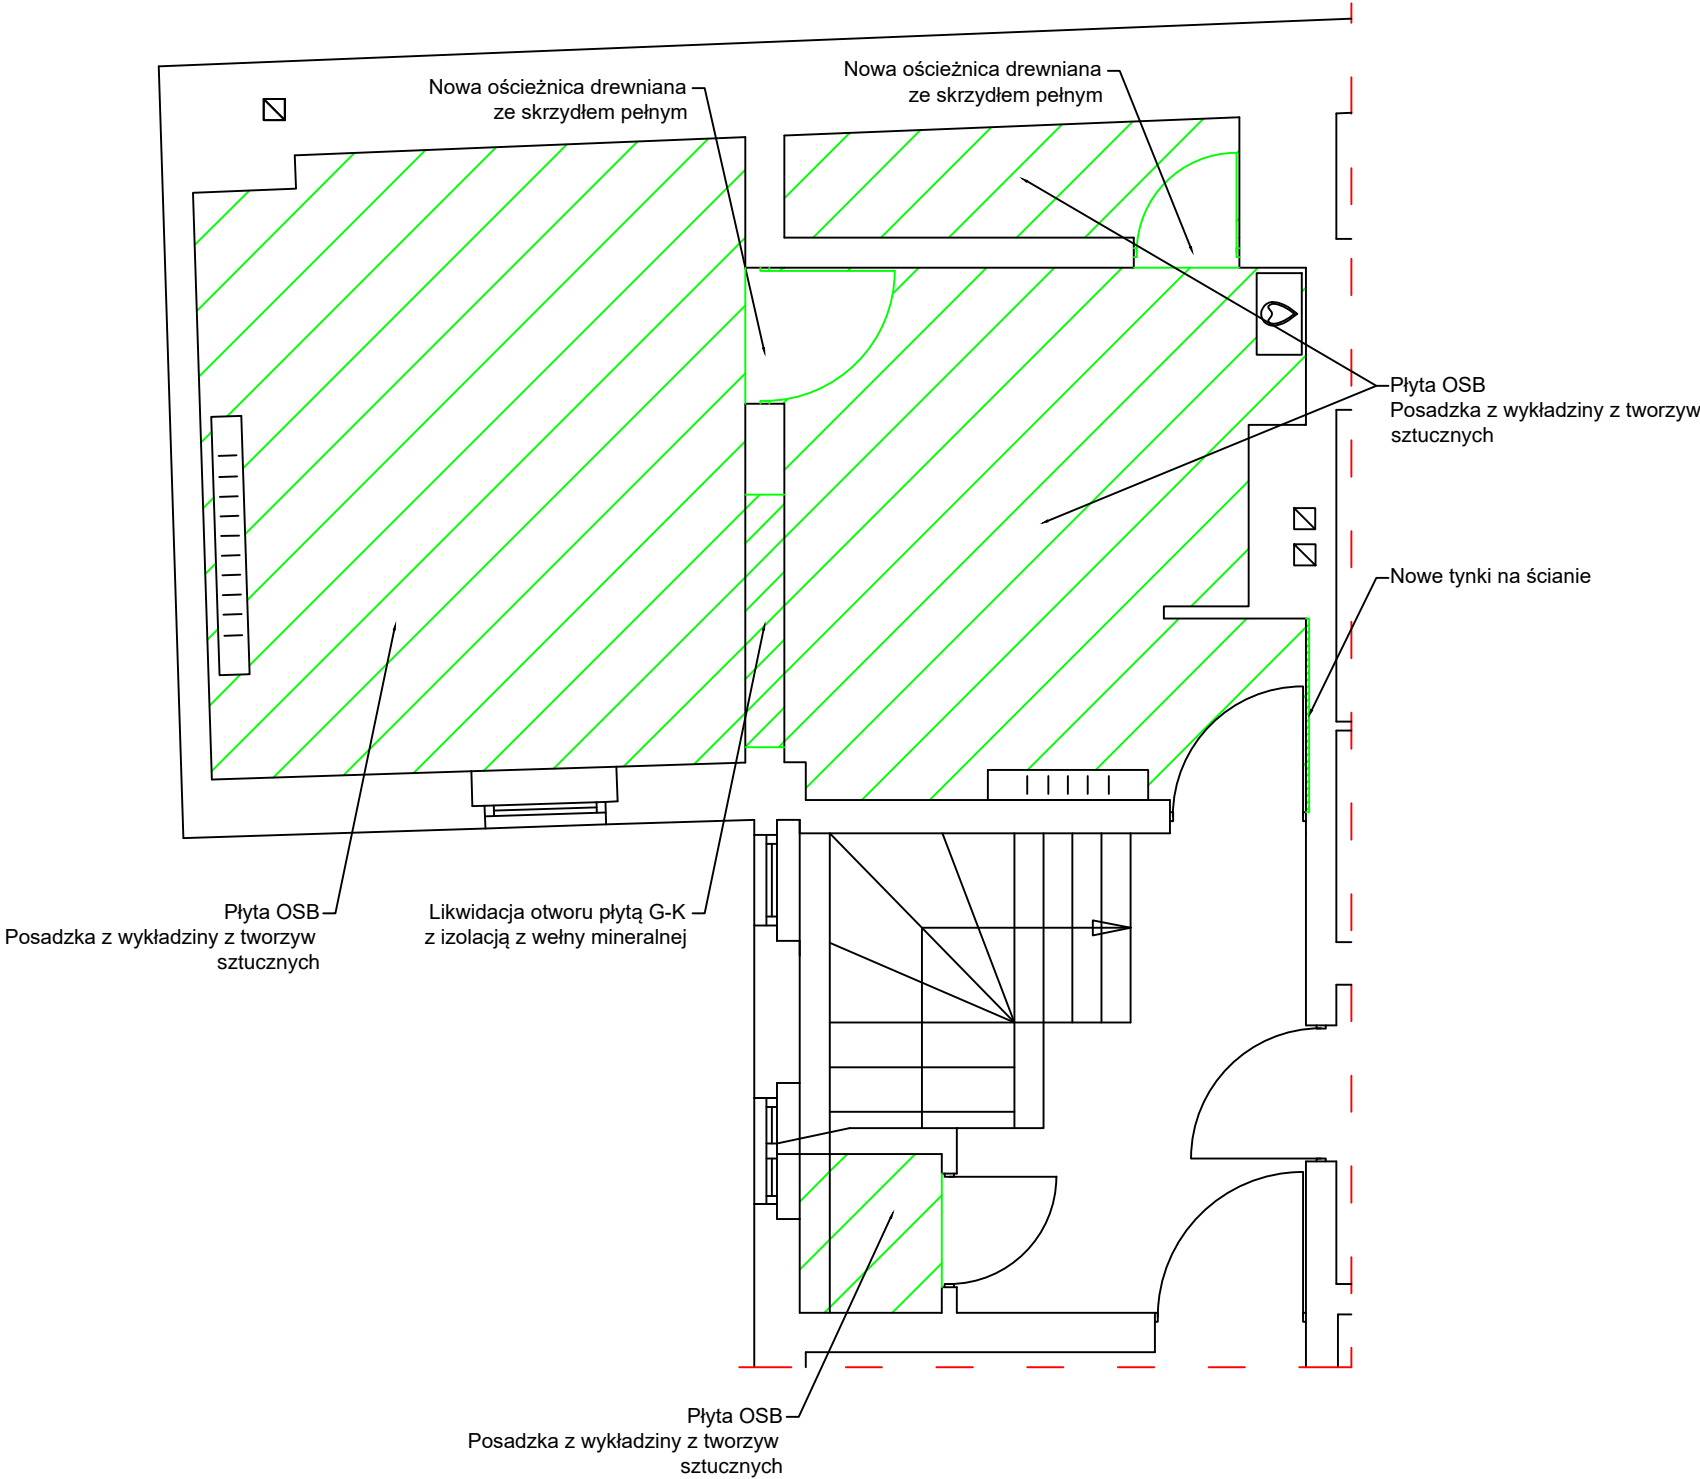 Nowa ościeżnica drewniana
ze skrzydłem pełnym
Nowa ościeżnica drewniana
ze skrzydłem pełnym
Płyta OSB
Posadzka z wykładziny z tworzyw
sztucznych
Nowe tynki na ścianie
Płyta OSB
Posadzka z wykładziny z tworzyw
sztucznych
Likwidacja otworu płytą G-K
z izolacją z wełny mineralnej
Płyta OSB
Posadzka z wykładziny z tworzyw
sztucznych